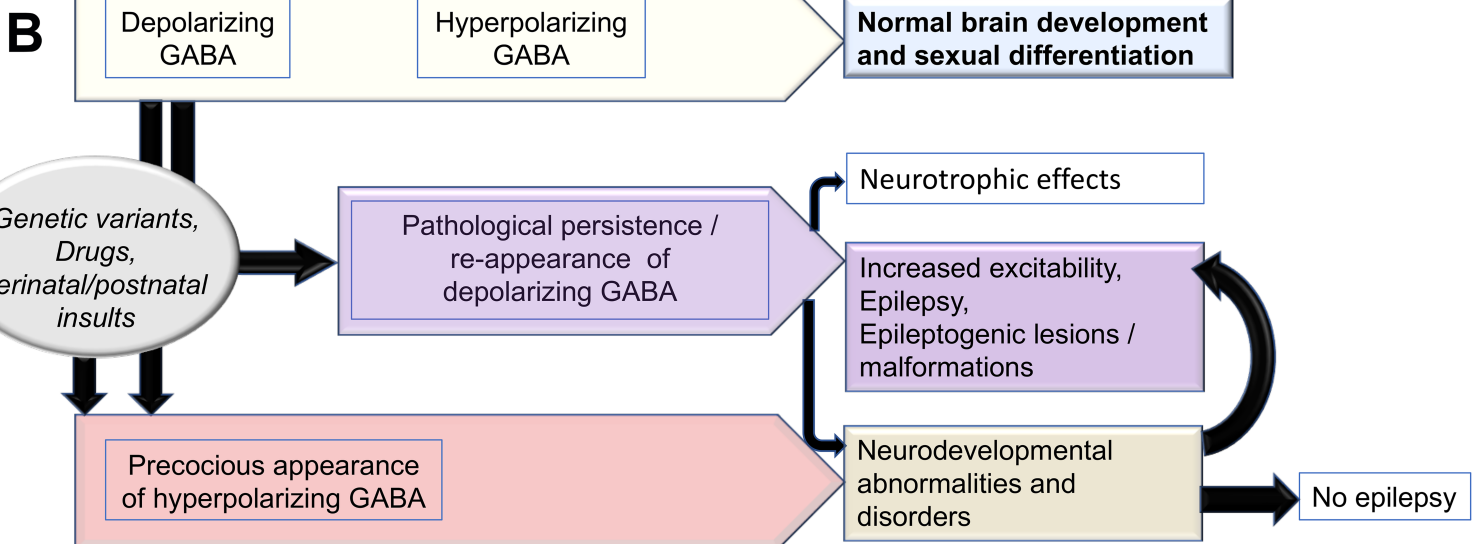 B
Depolarizing
GABA
Hyperpolarizing
GABA
Normal brain development
and sexual differentiation
Genetic variants,
Drugs,
erinatal/postnatal
insults
Pathological persistence /
re-appearance of
depolarizing GABA
Neurotrophic effects
Increased excitability,
Epilepsy,
Epileptogenic lesions /
malformations
Precocious appearance
of hyperpolarizing GABA
Neurodevelopmental
abnormalities and
disorders
No epilepsy